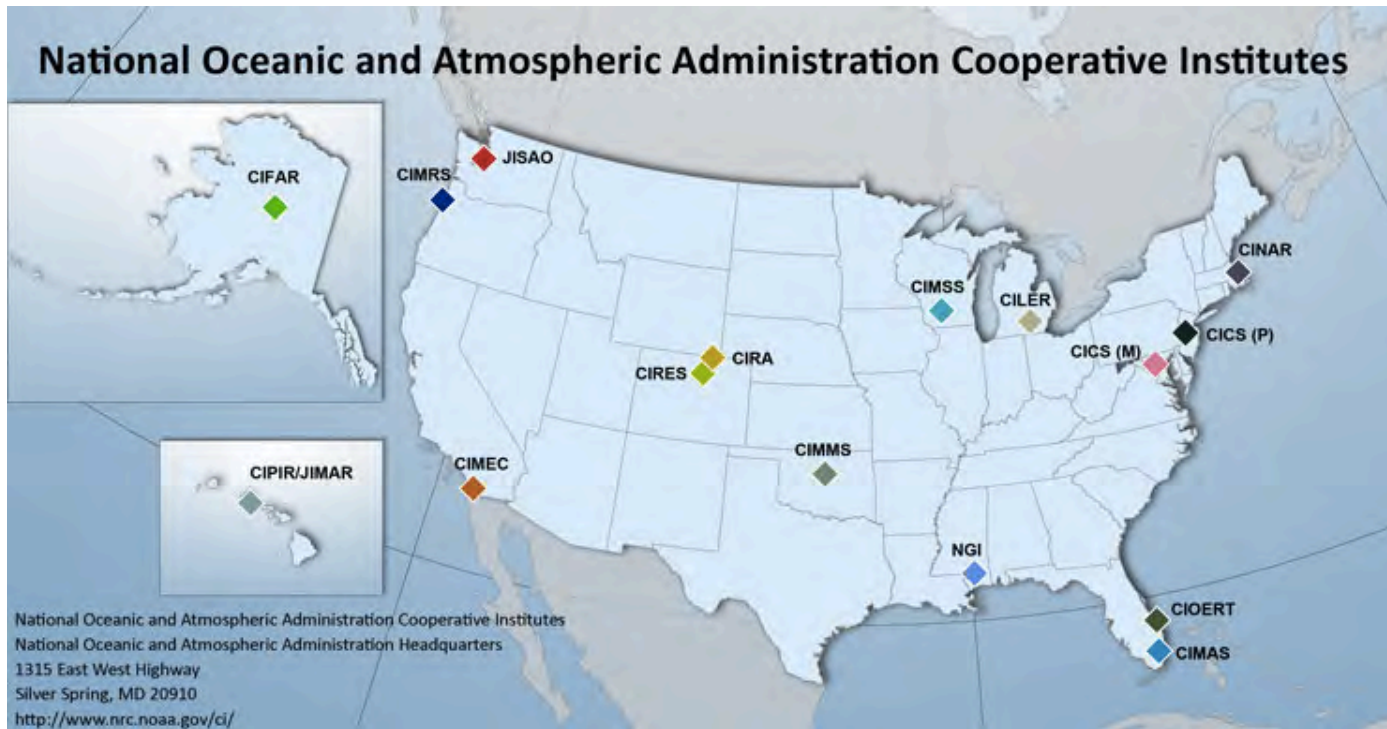 National Oceanic and Atmospheric Administration Cooperative Institutes
CIFAR
JISAO
CIMRS
CINAR
CIMSS
CILER
CICS (P)
CICS (M)
CIRA
CIRES
CIMEC
CIMMS
CIPIR/JIMAR
NGI
CIOERT
CIMAS
National Oceanic and Atmospheric Administration Cooperative Institutes
National Oceanic and Atmospheric Administration Headquarters
1315 East West Highway
Silver Spring, MD 20910
http://www.nrc.noaa.gov/ci/